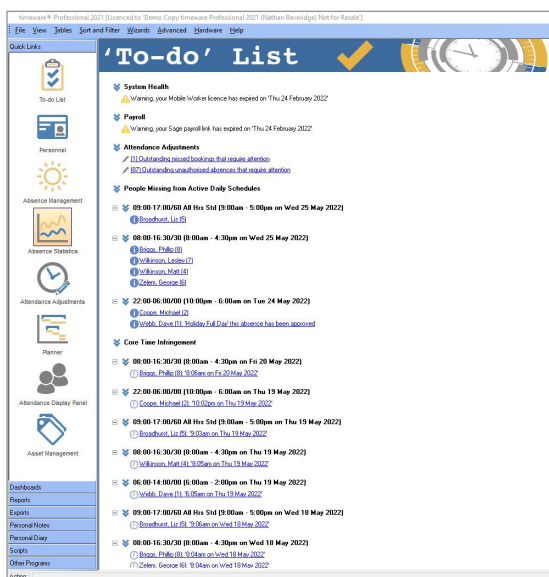 timeware® Professional 2021 [Licenced to 'Demo Copy timeware Professional 2021 (Nathan Beveridge) Not for Resale']
File View Tables Sort and Filter Wizards Advanced Hardware Help
Quick Links
To-do List
Personnel
Absence Management
Absence Statistics
Attendance Adjustments
Planner
Attendance Display Panel
Asset Management
Dashboards
Reports
Exports
Personal Notes
Personal Diary
Scripts
Other Programs
'To-do' List
System Health
Warning, your Mobile Worker licence has expired on 'Thu 24 February 2022'
Payroll
Warning, your Sage payroll link has expired on 'Thu 24 February 2022'
Attendance Adjustments
[1] Outstanding missed bookings that require attention
[87] Outstanding unauthorised absences that require attention
People Missing from Active Daily Schedules
09:00-17:00/60 All Hrs Std (9:00am - 5:00pm on Wed 25 May 2022)
Broadhurst, Liz (5)
08:00-16:30/30 (8:00am - 4:30pm on Wed 25 May 2022)
Briggs, Phillip (8)
Wilkinson, Lesley (7)
Wilkinson, Matt (4)
Zelem, George (6)
22:00-06:00/00 (10:00pm - 6:00am on Tue 24 May 2022)
Coope, Michael (2)
Webb, Dave (1): 'Holiday Full Day' this absence has been approved
Core Time Infringement
08:00-16:30/30 (8:00am - 4:30pm on Fri 20 May 2022)
Briggs, Phillip (8): '8:06am on Fri 20 May 2022'
22:00-06:00/00 (10:00pm - 6:00am on Thu 19 May 2022)
Coope, Michael (2): '10:02pm on Thu 19 May 2022'
09:00-17:00/60 All Hrs Std (9:00am - 5:00pm on Thu 19 May 2022)
Broadhurst, Liz (5): '9:03am on Thu 19 May 2022'
08:00-16:30/30 (8:00am - 4:30pm on Thu 19 May 2022)
Wilkinson, Matt (4): '8:05am on Thu 19 May 2022'
06:00-14:00/00 (6:00am - 2:00pm on Thu 19 May 2022)
Webb, Dave (1): '6:05am on Thu 19 May 2022'
09:00-17:00/60 All Hrs Std (9:00am - 5:00pm on Wed 18 May 2022)
Broadhurst, Liz (5): '9:06am on Wed 18 May 2022'
08:00-16:30/30 (8:00am - 4:30pm on Wed 18 May 2022)
Briggs, Phillip (8): '8:04am on Wed 18 May 2022'
Zelem, George (6): '8:04am on Wed 18 May 2022'